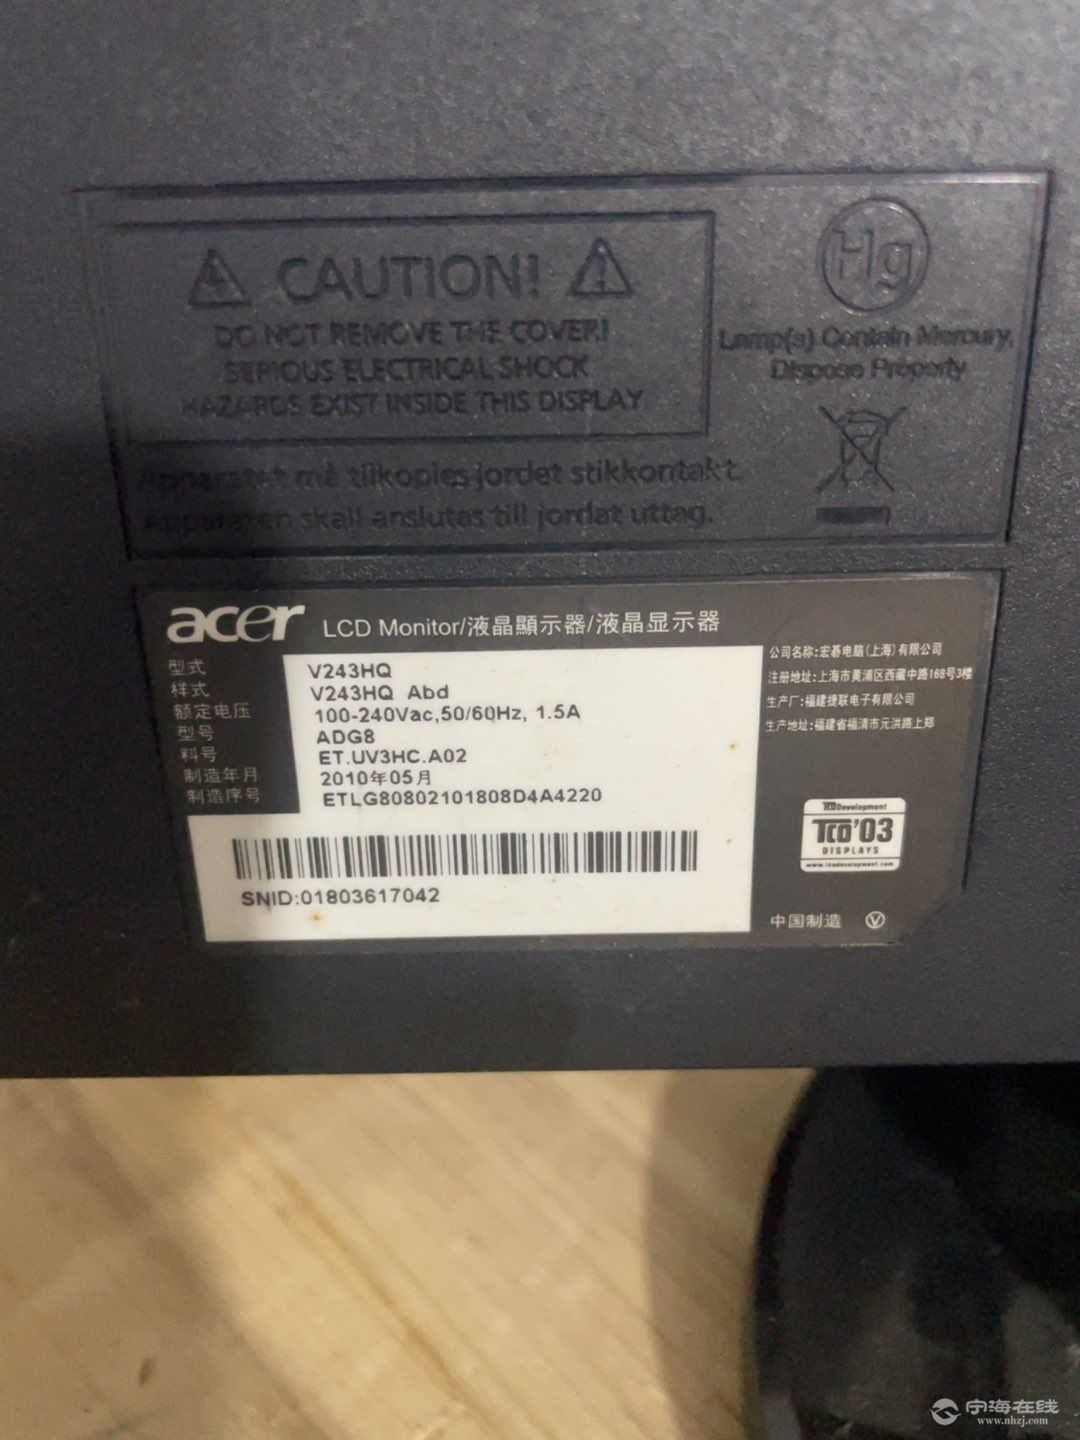 CAUTION!
DO NOT REMOVE THE COVER!
SERIOUS ELECTRICAL SHOCK
HAZARDS EXIST INSIDE THIS DISPLAY
Hg
Lamp(s) Contain Mercury,
Dispose Properly
Apparatet må tilkoples jordet stikkontakt.
Apparaten skall anslutas till jordat uttag.
acer LCD Monitor/液晶顯示器/液晶显示器
型式 V243HQ
样式 V243HQ Abd
额定电压 100-240Vac,50/60Hz, 1.5A
型号 ADG8
料号 ET.UV3HC.A02
制造年月 2010年05月
制造序号 ETLG80802101808D4A4220
SNID:01803617042
公司名称:宏碁电脑(上海)有限公司
注册地址:上海市黄浦区西藏中路168号3楼
生产厂:福建捷联电子有限公司
生产地址:福建省福清市元洪路上郑
TCO Development
TCO'03
DISPLAYS
www.tcodevelopment.com
中国制造 V
宁海在线
www.nhzj.com